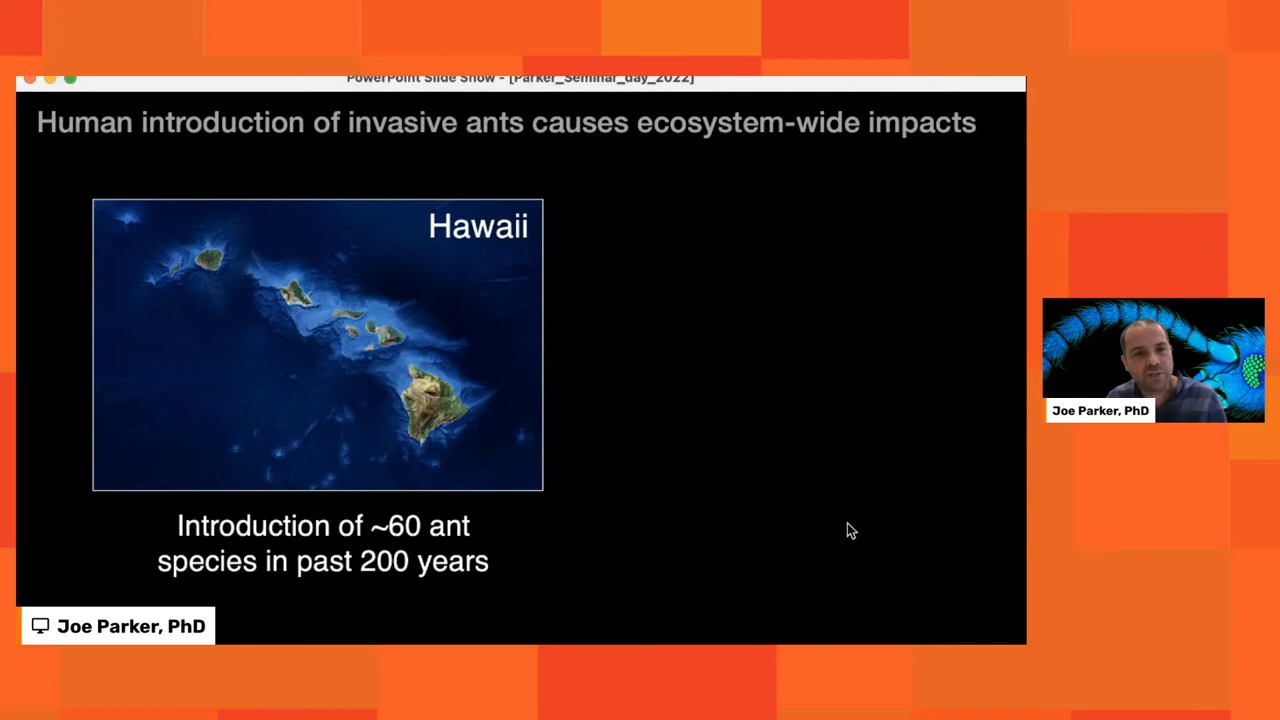 PowerPoint Slide Show - [Parker_Seminar_day_2022]
Human introduction of invasive ants causes ecosystem-wide impacts
Hawaii
Introduction of ~60 ant
species in past 200 years
Joe Parker, PhD
Joe Parker, PhD